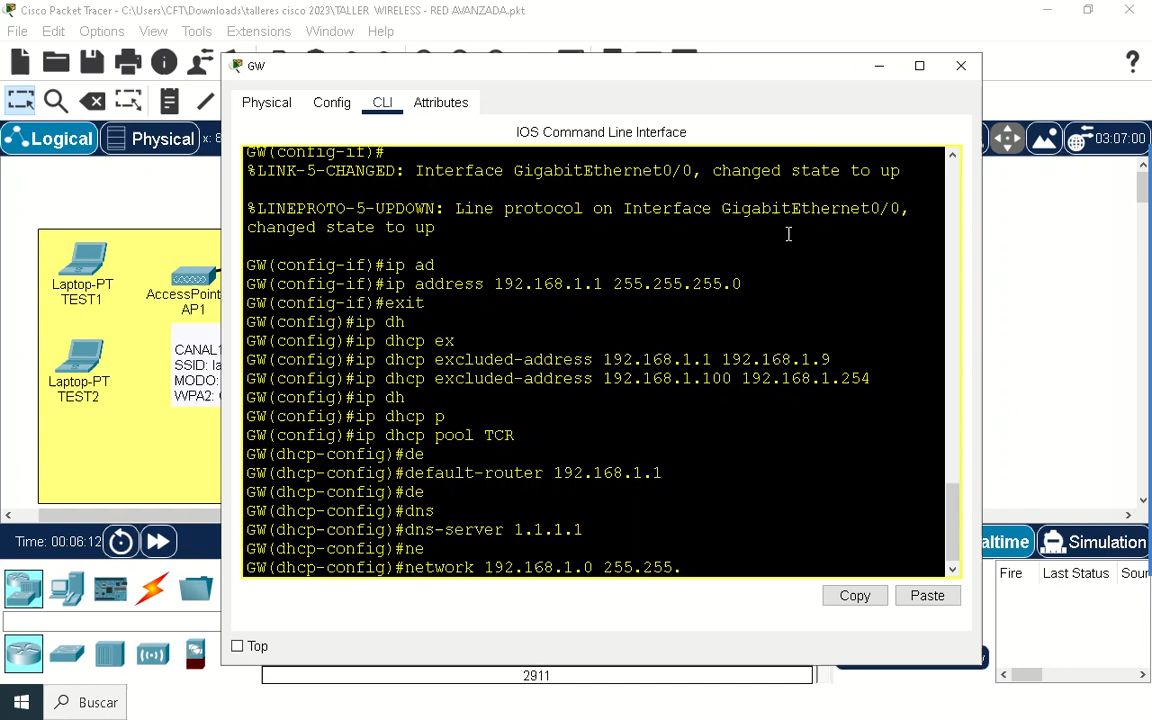 Cisco Packet Tracer - C:\Users\CFT\Downloads\talleres cisco 2023\TALLER WIRELESS - RED AVANZADA.pkt
File Edit Options View Tools Extensions Window Help
GW
Physical Config CLI Attributes
IOS Command Line Interface
Logical Physical x: 8
03:07:00
GW(config-if)#
%LINK-5-CHANGED: Interface GigabitEthernet0/0, changed state to up
%LINEPROTO-5-UPDOWN: Line protocol on Interface GigabitEthernet0/0,
changed state to up
GW(config-if)#ip ad
GW(config-if)#ip address 192.168.1.1 255.255.255.0
GW(config-if)#exit
GW(config)#ip dh
GW(config)#ip dhcp ex
GW(config)#ip dhcp excluded-address 192.168.1.1 192.168.1.9
GW(config)#ip dhcp excluded-address 192.168.1.100 192.168.1.254
GW(config)#ip dh
GW(config)#ip dhcp p
GW(config)#ip dhcp pool TCR
GW(dhcp-config)#de
GW(dhcp-config)#default-router 192.168.1.1
GW(dhcp-config)#de
GW(dhcp-config)#dns
GW(dhcp-config)#dns-server 1.1.1.1
GW(dhcp-config)#ne
GW(dhcp-config)#network 192.168.1.0 255.255.
Copy Paste
Top
Laptop-PT
TEST1
AccessPoint
AP1
Laptop-PT
TEST2
CANAL1
SSID: la
MODO:
WPA2:
Time: 00:06:12
altime Simulation
Fire Last Status Sour
2911
Buscar